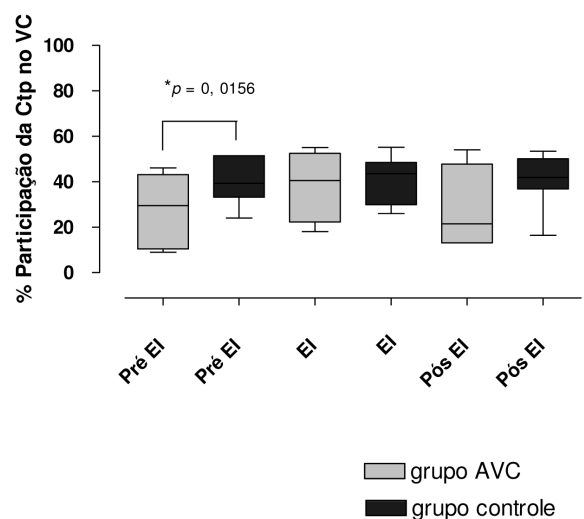 % Participação da Ctp no VC
100
80
60
40
20
0
*p = 0, 0156
Pré EI
Pré EI
EI
EI
Pós EI
Pós EI
grupo AVC
grupo controle